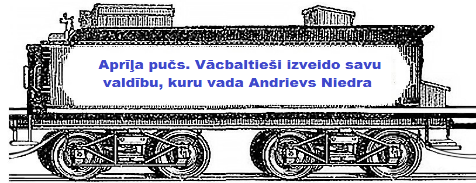 Aprīļa pučs. Vācbaltieši izveido savu
valdību, kuru vada Andrievs Niedra